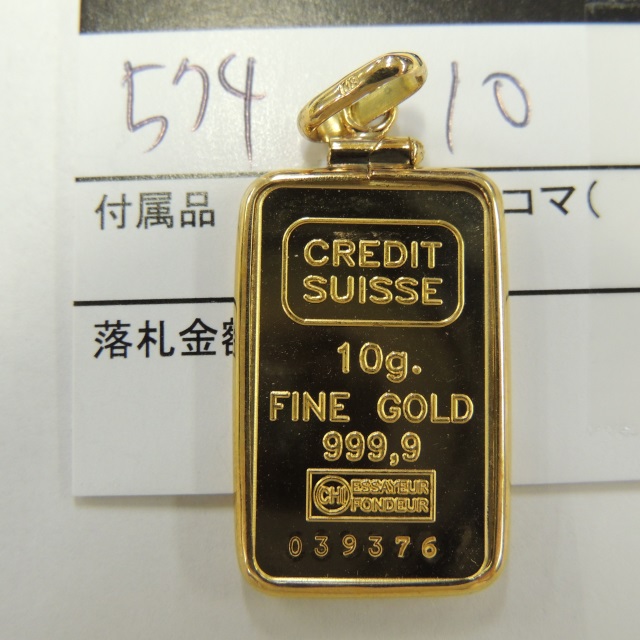 574 10
付属品 コマ(
落札金額
CREDIT
SUISSE
10g.
FINE GOLD
999,9
CHI ESSAYEUR
FONDEUR
039376